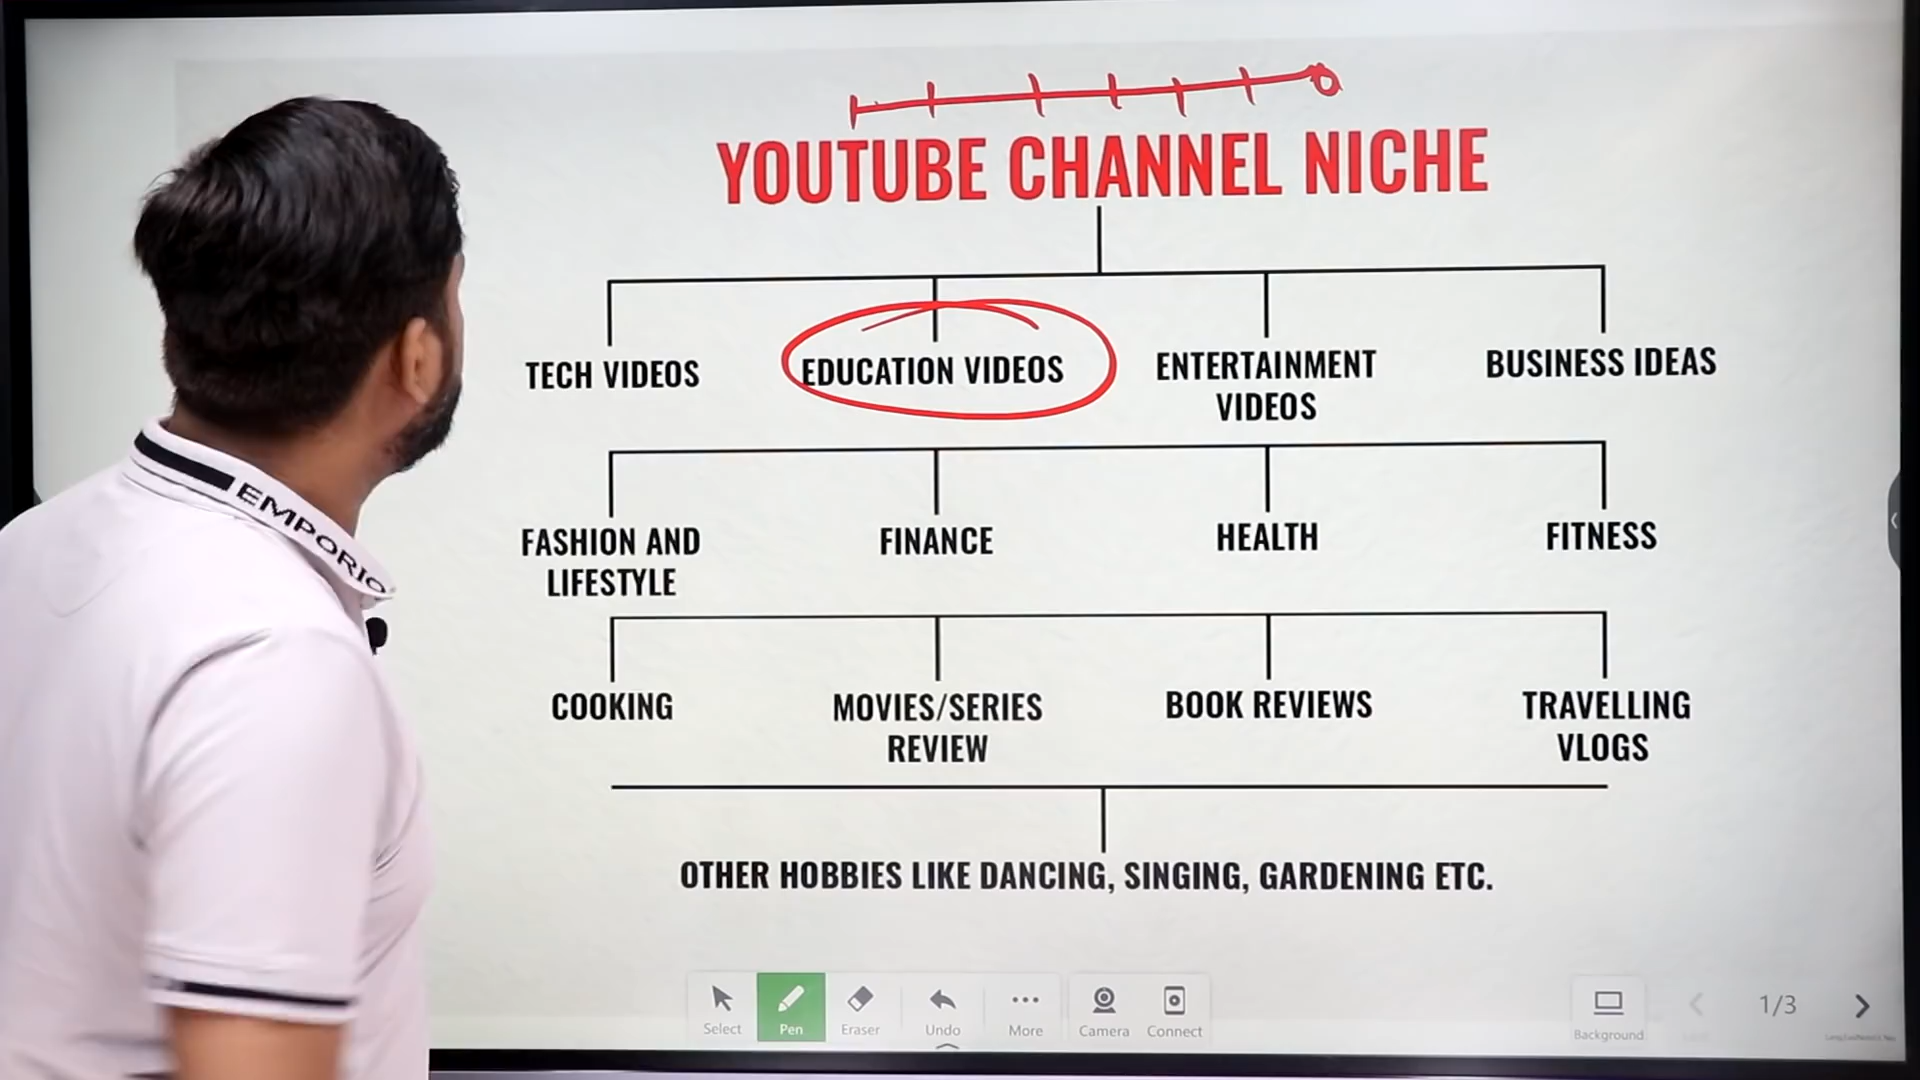 YOUTUBE CHANNEL NICHE
TECH VIDEOS
EDUCATION VIDEOS
ENTERTAINMENT
VIDEOS
BUSINESS IDEAS
FASHION AND
LIFESTYLE
FINANCE
HEALTH
FITNESS
COOKING
MOVIES/SERIES
REVIEW
BOOK REVIEWS
TRAVELLING
VLOGS
OTHER HOBBIES LIKE DANCING, SINGING, GARDENING ETC.
EMPORIO
Select
Pen
Eraser
Undo
More
Camera
Connect
Background
1/3